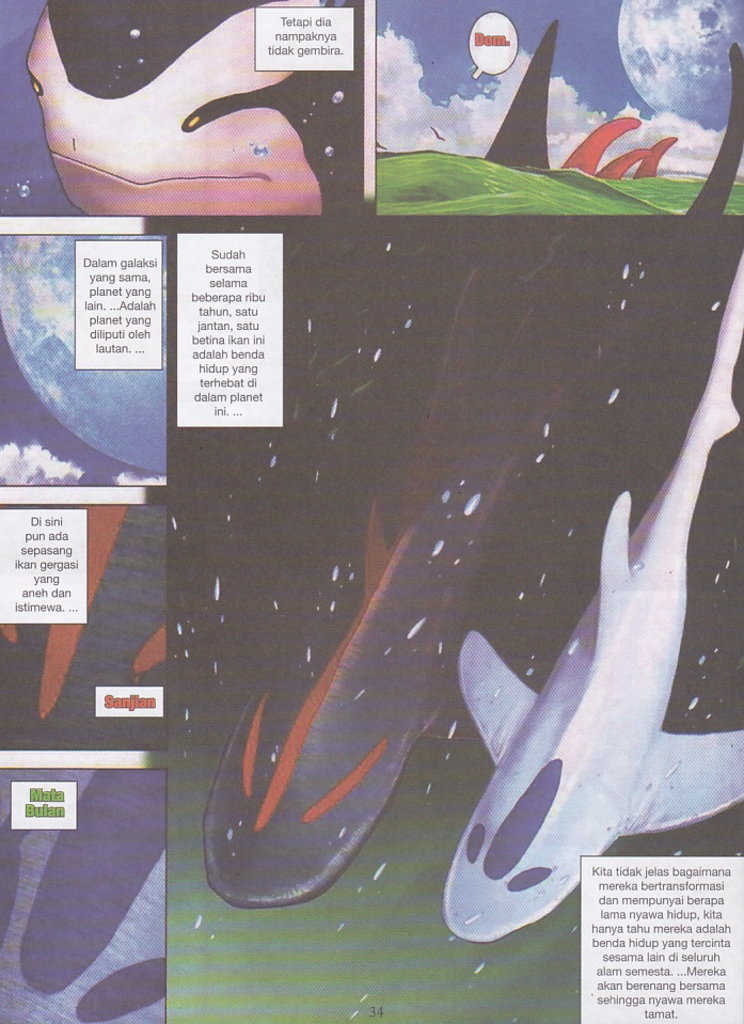 Tetapi dia
nampaknya
tidak gembira.
Dom.
Dalam galaksi
yang sama,
planet yang
lain. ...Adalah
planet yang
diliputi oleh
lautan. ...
Sudah
bersama
selama
beberapa ribu
tahun, satu
jantan, satu
betina ikan ini
adalah benda
hidup yang
terhebat di
dalam planet
ini. ...
Di sini
pun ada
sepasang
ikan gergasi
yang
aneh dan
istimewa. ...
Sanjian
Mata
Bulan
Kita tidak jelas bagaimana
mereka bertransformasi
dan mempunyai berapa
lama nyawa hidup, kita
hanya tahu mereka adalah
benda hidup yang tercinta
sesama lain di seluruh
alam semesta. ...Mereka
akan berenang bersama
sehingga nyawa mereka
tamat.
34